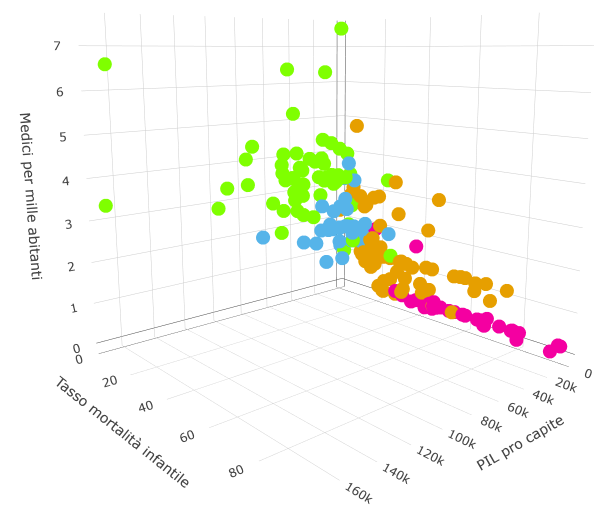 7
6
5
4
3
2
1
0
Medici per mille abitanti
0
20
40
60
80
Tasso mortalità infantile
0
20k
40k
60k
80k
100k
120k
140k
160k
PIL pro capite